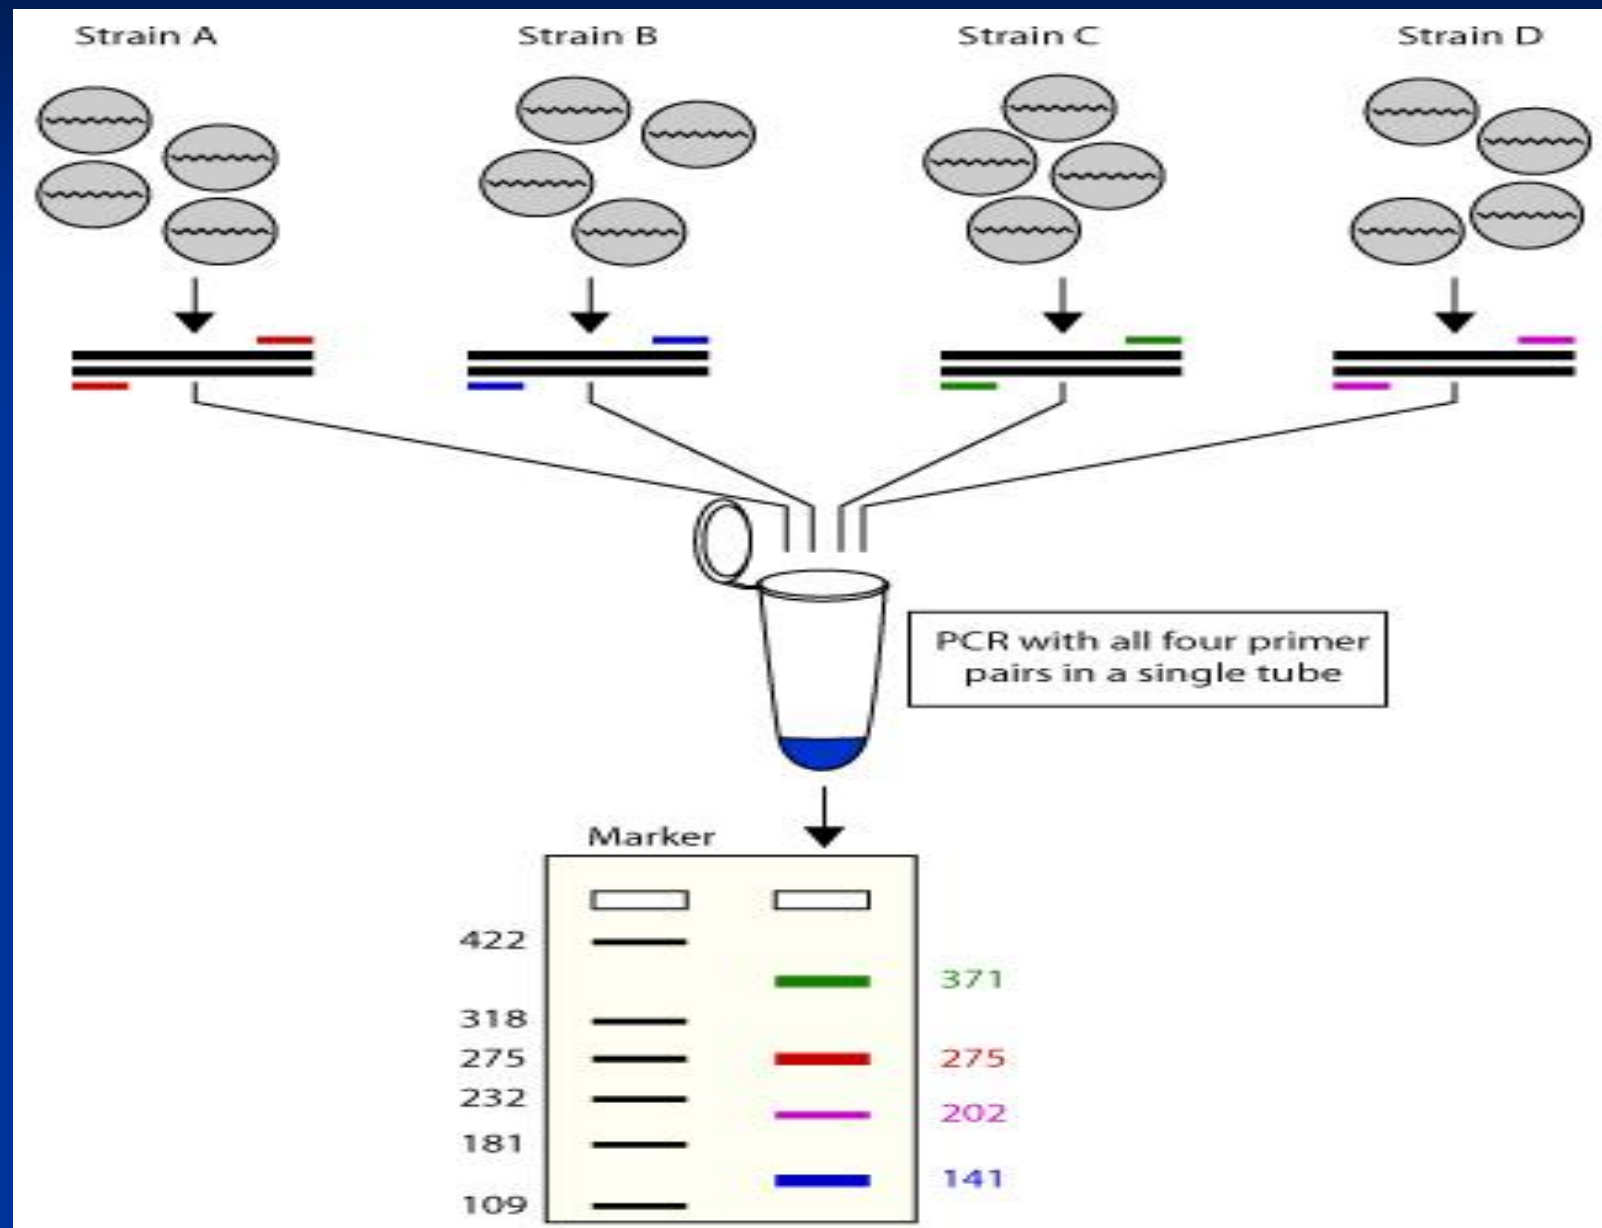 Strain A
Strain B
Strain C
Strain D
PCR with all four primer
pairs in a single tube
Marker
422
371
318
275
275
232
202
181
141
109